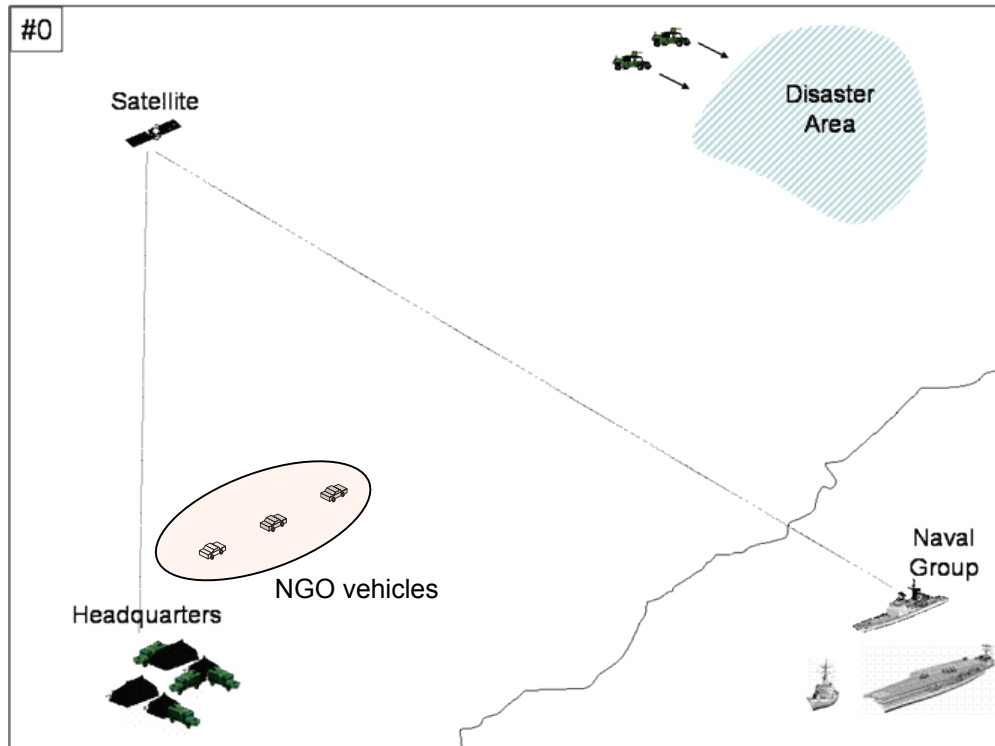 #0
Satellite
Disaster
Area
NGO vehicles
Headquarters
Naval
Group